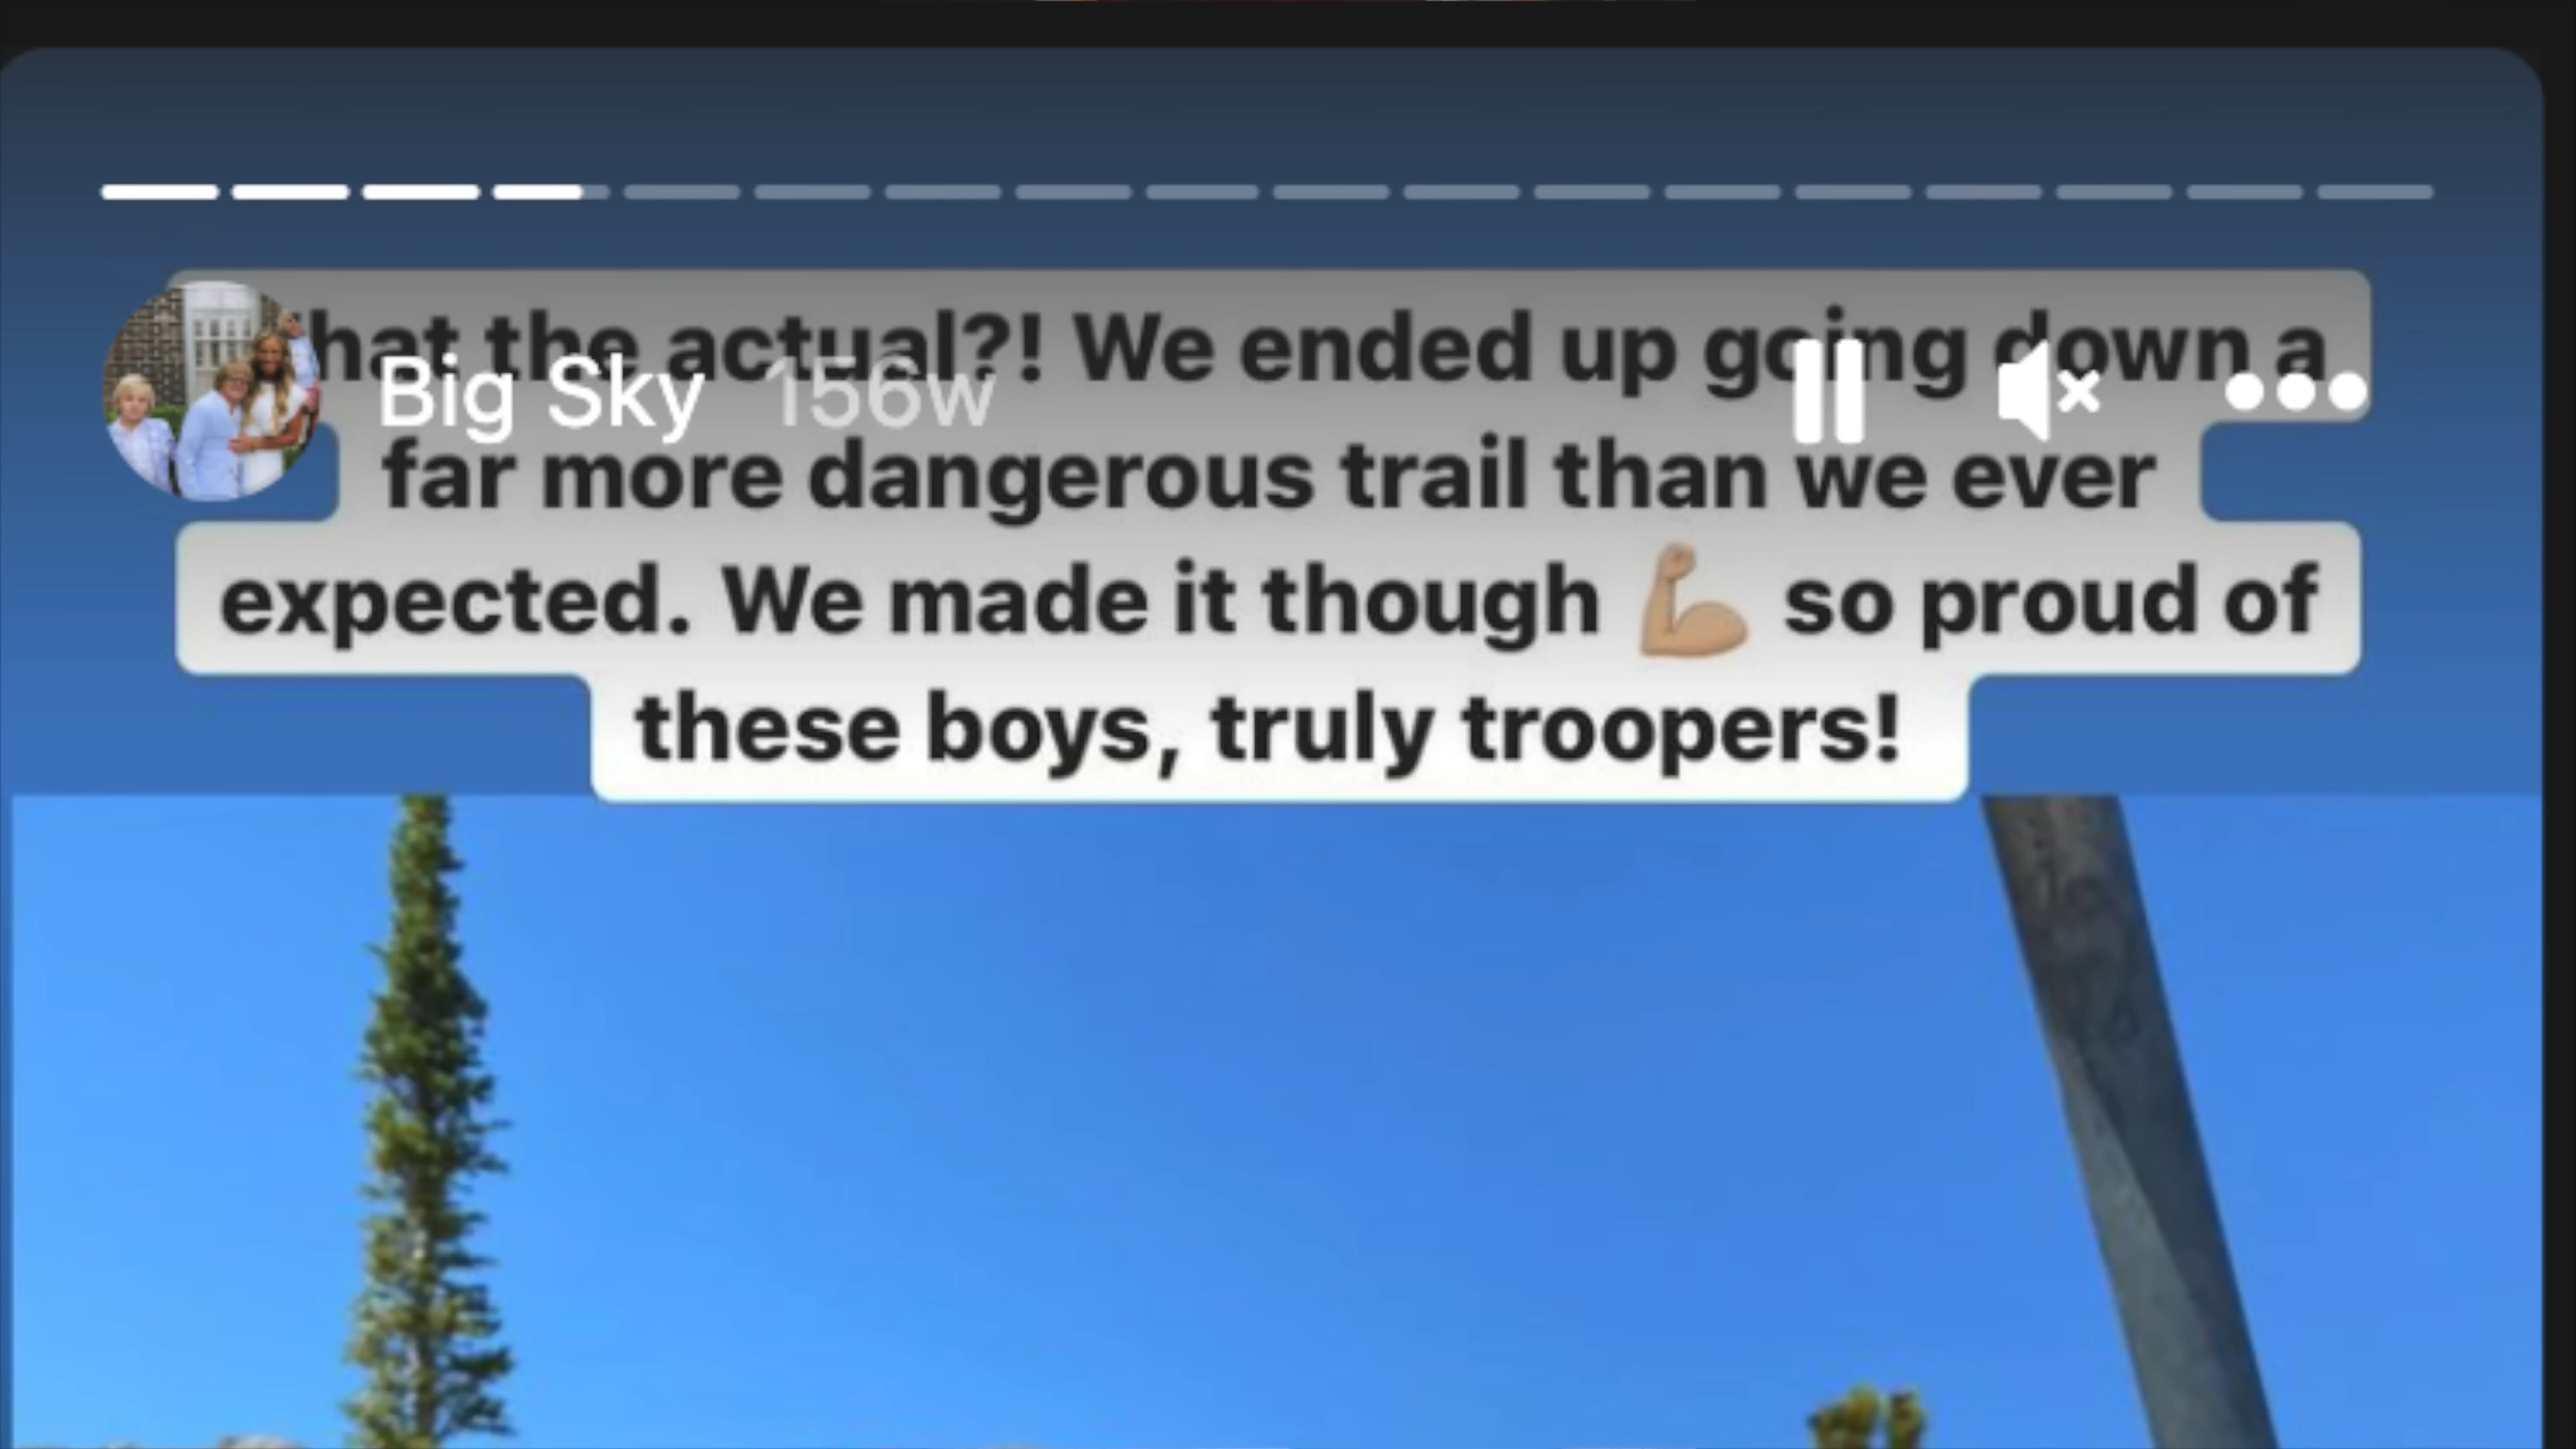 hat the actual?! We ended up going down a
Big Sky 156w
far more dangerous trail than we ever
expected. We made it though 💪🏼 so proud of
these boys, truly troopers!